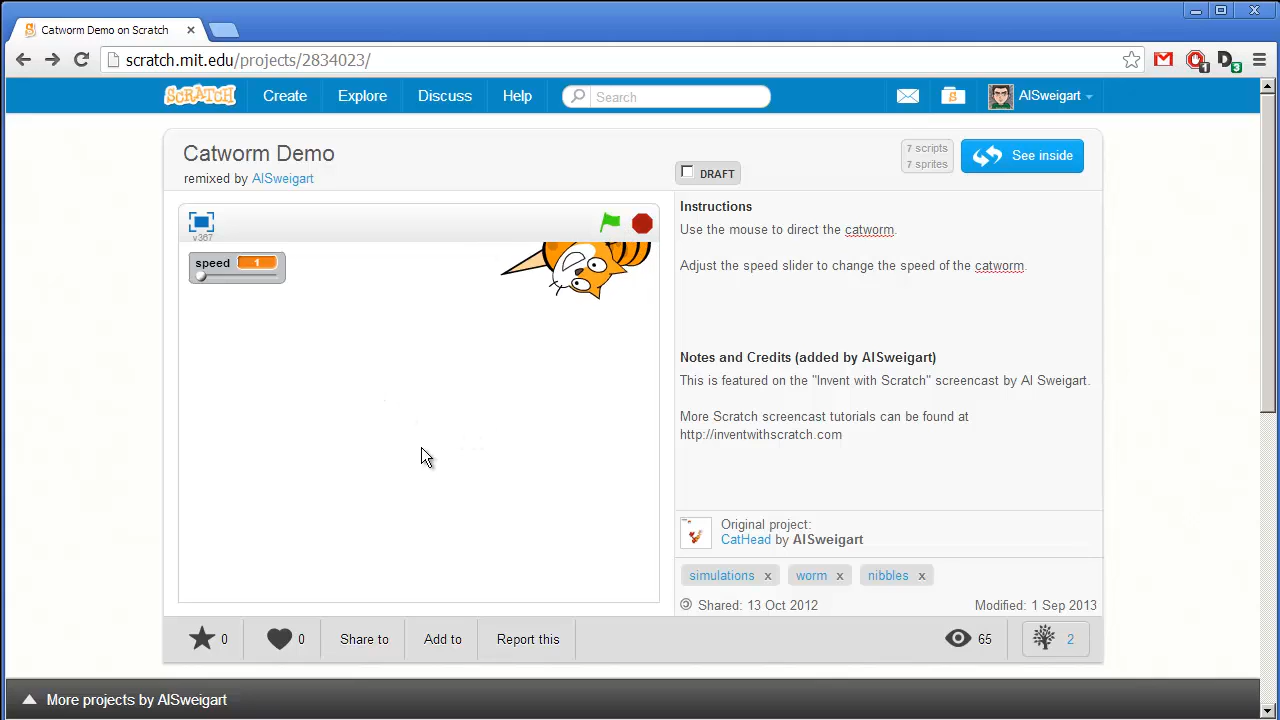 Catworm Demo on Scratch
scratch.mit.edu/projects/2834023/
1
D
3
SCRATCH
Create
Explore
Discuss
Help
Search
S
AlSweigart
Catworm Demo
remixed by AlSweigart
DRAFT
7 scripts
7 sprites
See inside
v367
speed 1
Instructions
Use the mouse to direct the catworm.
Adjust the speed slider to change the speed of the catworm.
Notes and Credits (added by AlSweigart)
This is featured on the "Invent with Scratch" screencast by Al Sweigart.
More Scratch screencast tutorials can be found at
http://inventwithscratch.com
Original project:
CatHead by AlSweigart
simulations x
worm x
nibbles x
Shared: 13 Oct 2012
Modified: 1 Sep 2013
0
0
Share to
Add to
Report this
65
2
More projects by AlSweigart